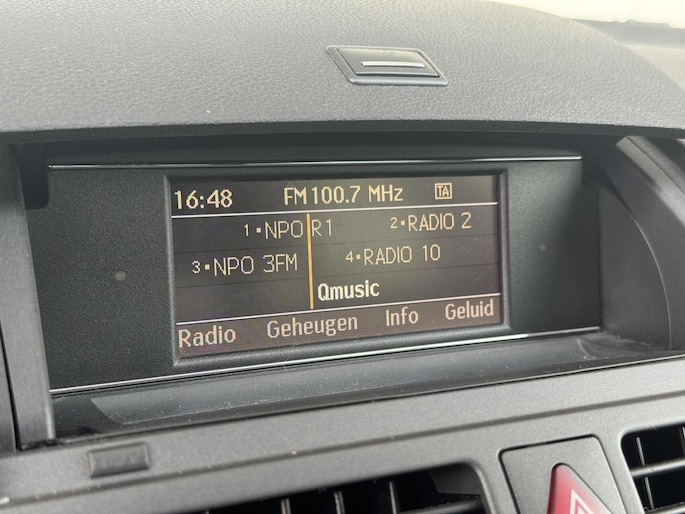 16:48 FM 100.7 MHz TA
1·NPO R1 2·RADIO 2
3·NPO 3FM 4·RADIO 10
Qmusic
Radio Geheugen Info Geluid